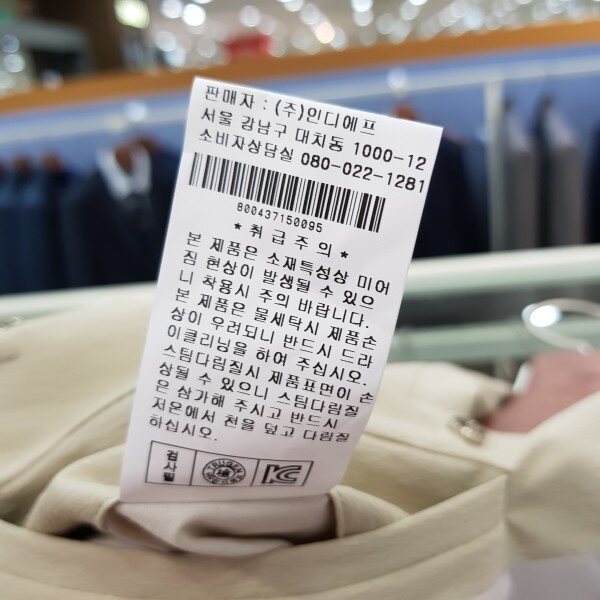 판매자 : (주)인디에프
서울 강남구 대치동 1000-12
소비자상담실 080-022-1281
800437150095
* 취급주의 *
본 제품은 소재특성상 미어
짐 현상이 발생될 수 있으
니 착용시 주의 바랍니다.
본 제품은 물세탁시 제품손
상이 우려되니 반드시 드라
이클리닝을 하여 주십시오.
스팀다림질시 제품표면이 손
상될 수 있으니 스팀다림질
은 삼가해 주시고 반드시
저온에서 천을 덮고 다림질
하십시오.
검사필